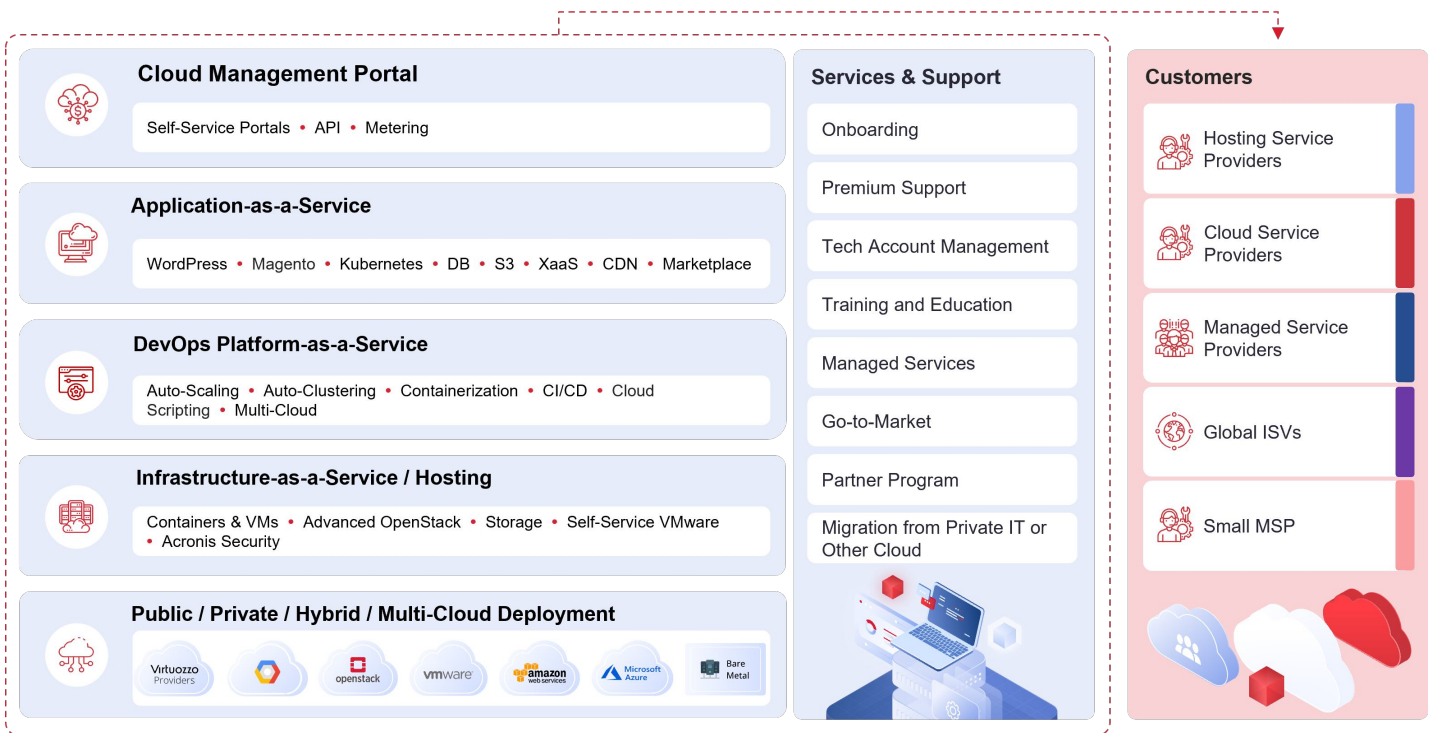 Cloud Management Portal
Self-Service Portals • API • Metering
Application-as-a-Service
WordPress • Magento • Kubernetes • DB • S3 • XaaS • CDN • Marketplace
DevOps Platform-as-a-Service
Auto-Scaling • Auto-Clustering • Containerization • CI/CD • Cloud
Scripting • Multi-Cloud
Infrastructure-as-a-Service / Hosting
Containers & VMs • Advanced OpenStack • Storage • Self-Service VMware
• Acronis Security
Public / Private / Hybrid / Multi-Cloud Deployment
Virtuozzo
Providers
openstack
vmware
amazon
web services
Microsoft
Azure
Bare
Metal
Services & Support
Onboarding
Premium Support
Tech Account Management
Training and Education
Managed Services
Go-to-Market
Partner Program
Migration from Private IT or
Other Cloud
Customers
Hosting Service
Providers
Cloud Service
Providers
Managed Service
Providers
Global ISVs
Small MSP